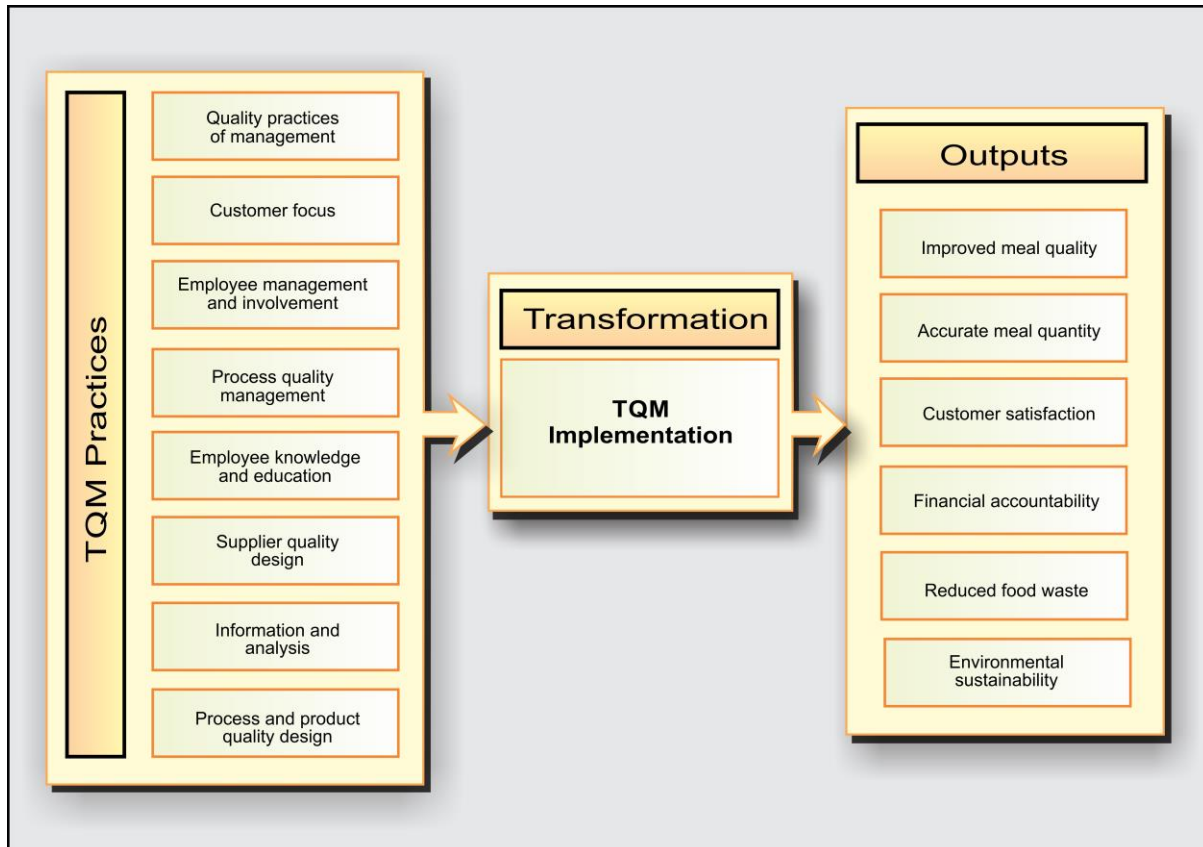 TQM Practices
Quality practices
of management
Customer focus
Employee management
and involvement
Process quality
management
Employee knowledge
and education
Supplier quality
design
Information and
analysis
Process and product
quality design
Transformation
TQM
Implementation
Outputs
Improved meal quality
Accurate meal quantity
Customer satisfaction
Financial accountability
Reduced food waste
Environmental
sustainability